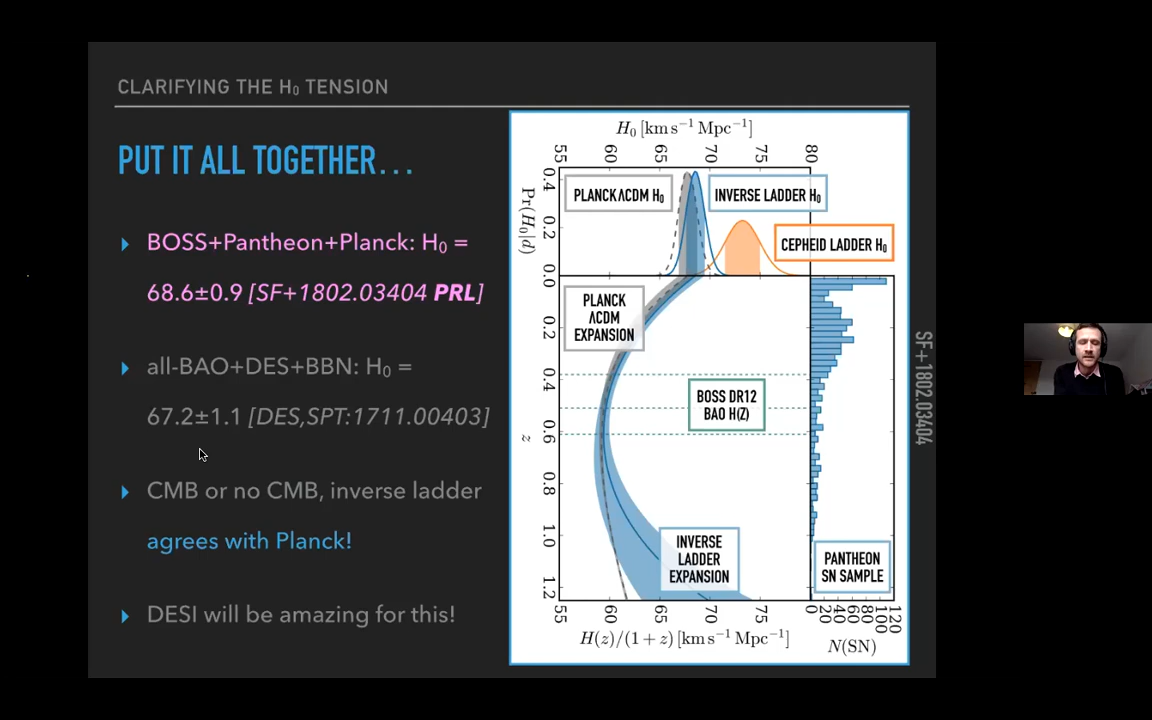 CLARIFYING THE H₀ TENSION
PUT IT ALL TOGETHER...
BOSS+Pantheon+Planck: H₀ =
68.6±0.9 [SF+1802.03404 PRL]
all-BAO+DES+BBN: H₀ =
67.2±1.1 [DES,SPT:1711.00403]
CMB or no CMB, inverse ladder
agrees with Planck!
DESI will be amazing for this!
H₀ [km s⁻¹ Mpc⁻¹]
55 60 65 70 75 80
Pr(H₀|d)
0.4
0.2
0.0
PLANCK ΛCDM H₀
INVERSE LADDER H₀
CEPHEID LADDER H₀
PLANCK
ΛCDM
EXPANSION
BOSS DR12
BAO H(Z)
INVERSE
LADDER
EXPANSION
PANTHEON
SN SAMPLE
z
0.2
0.4
0.6
0.8
1.0
1.2
55 60 65 70 75
H(z)/(1+z) [km s⁻¹ Mpc⁻¹]
0 20 40 60 80 100 120
N(SN)
SF+1802.03404